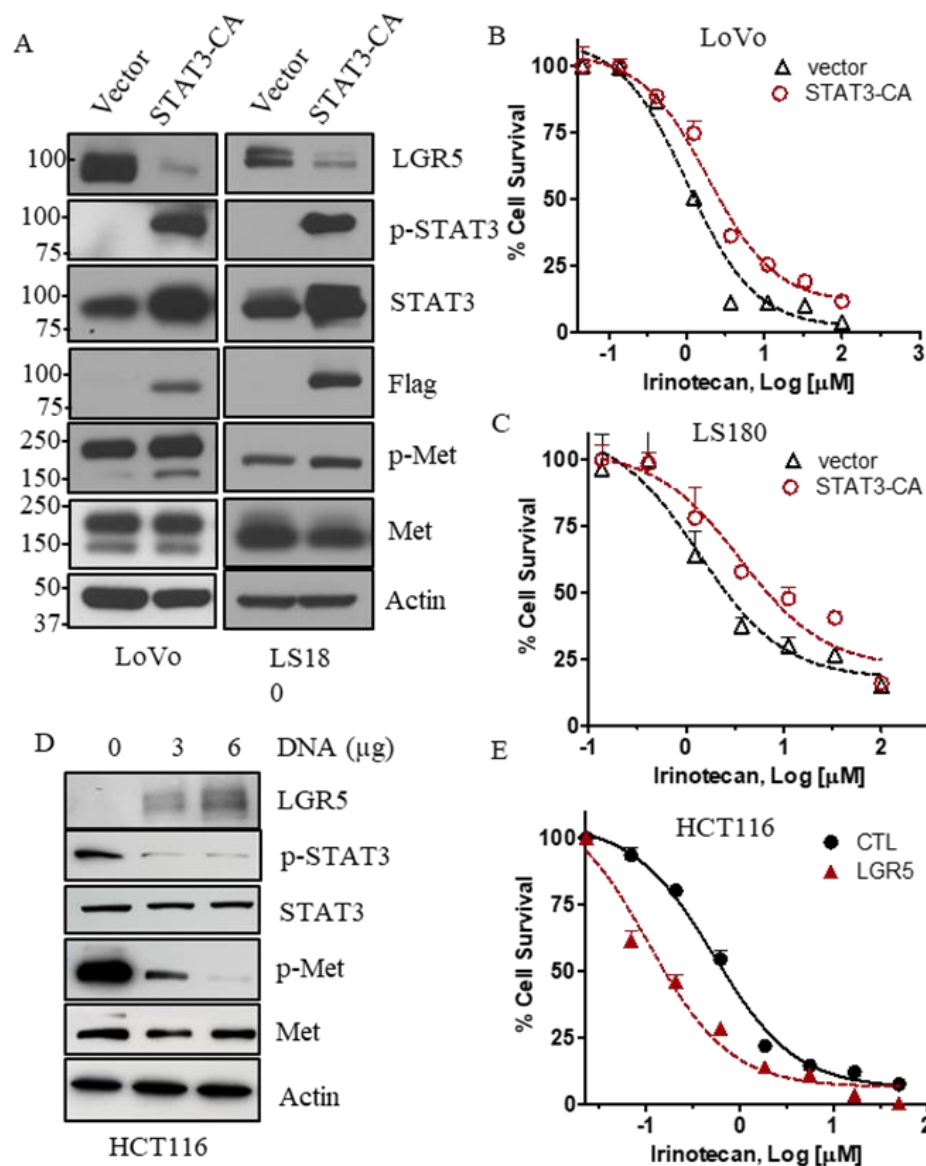 A
Vector
STAT3-CA
Vector
STAT3-CA
100
LGR5
100
75
p-STAT3
100
75
STAT3
100
75
Flag
250
150
p-Met
250
150
Met
50
37
Actin
LoVo
LS18
0
B
LoVo
vector
STAT3-CA
% Cell Survival
100
75
50
25
0
-1 0 1 2 3
Irinotecan, Log [µM]
C
LS180
vector
STAT3-CA
% Cell Survival
100
75
50
25
0
-1 0 1 2
Irinotecan, Log [µM]
D
0 3 6 DNA (µg)
LGR5
p-STAT3
STAT3
p-Met
Met
Actin
HCT116
E
HCT116
CTL
LGR5
% Cell Survival
100
75
50
25
0
-1 0 1 2
Irinotecan, Log [µM]